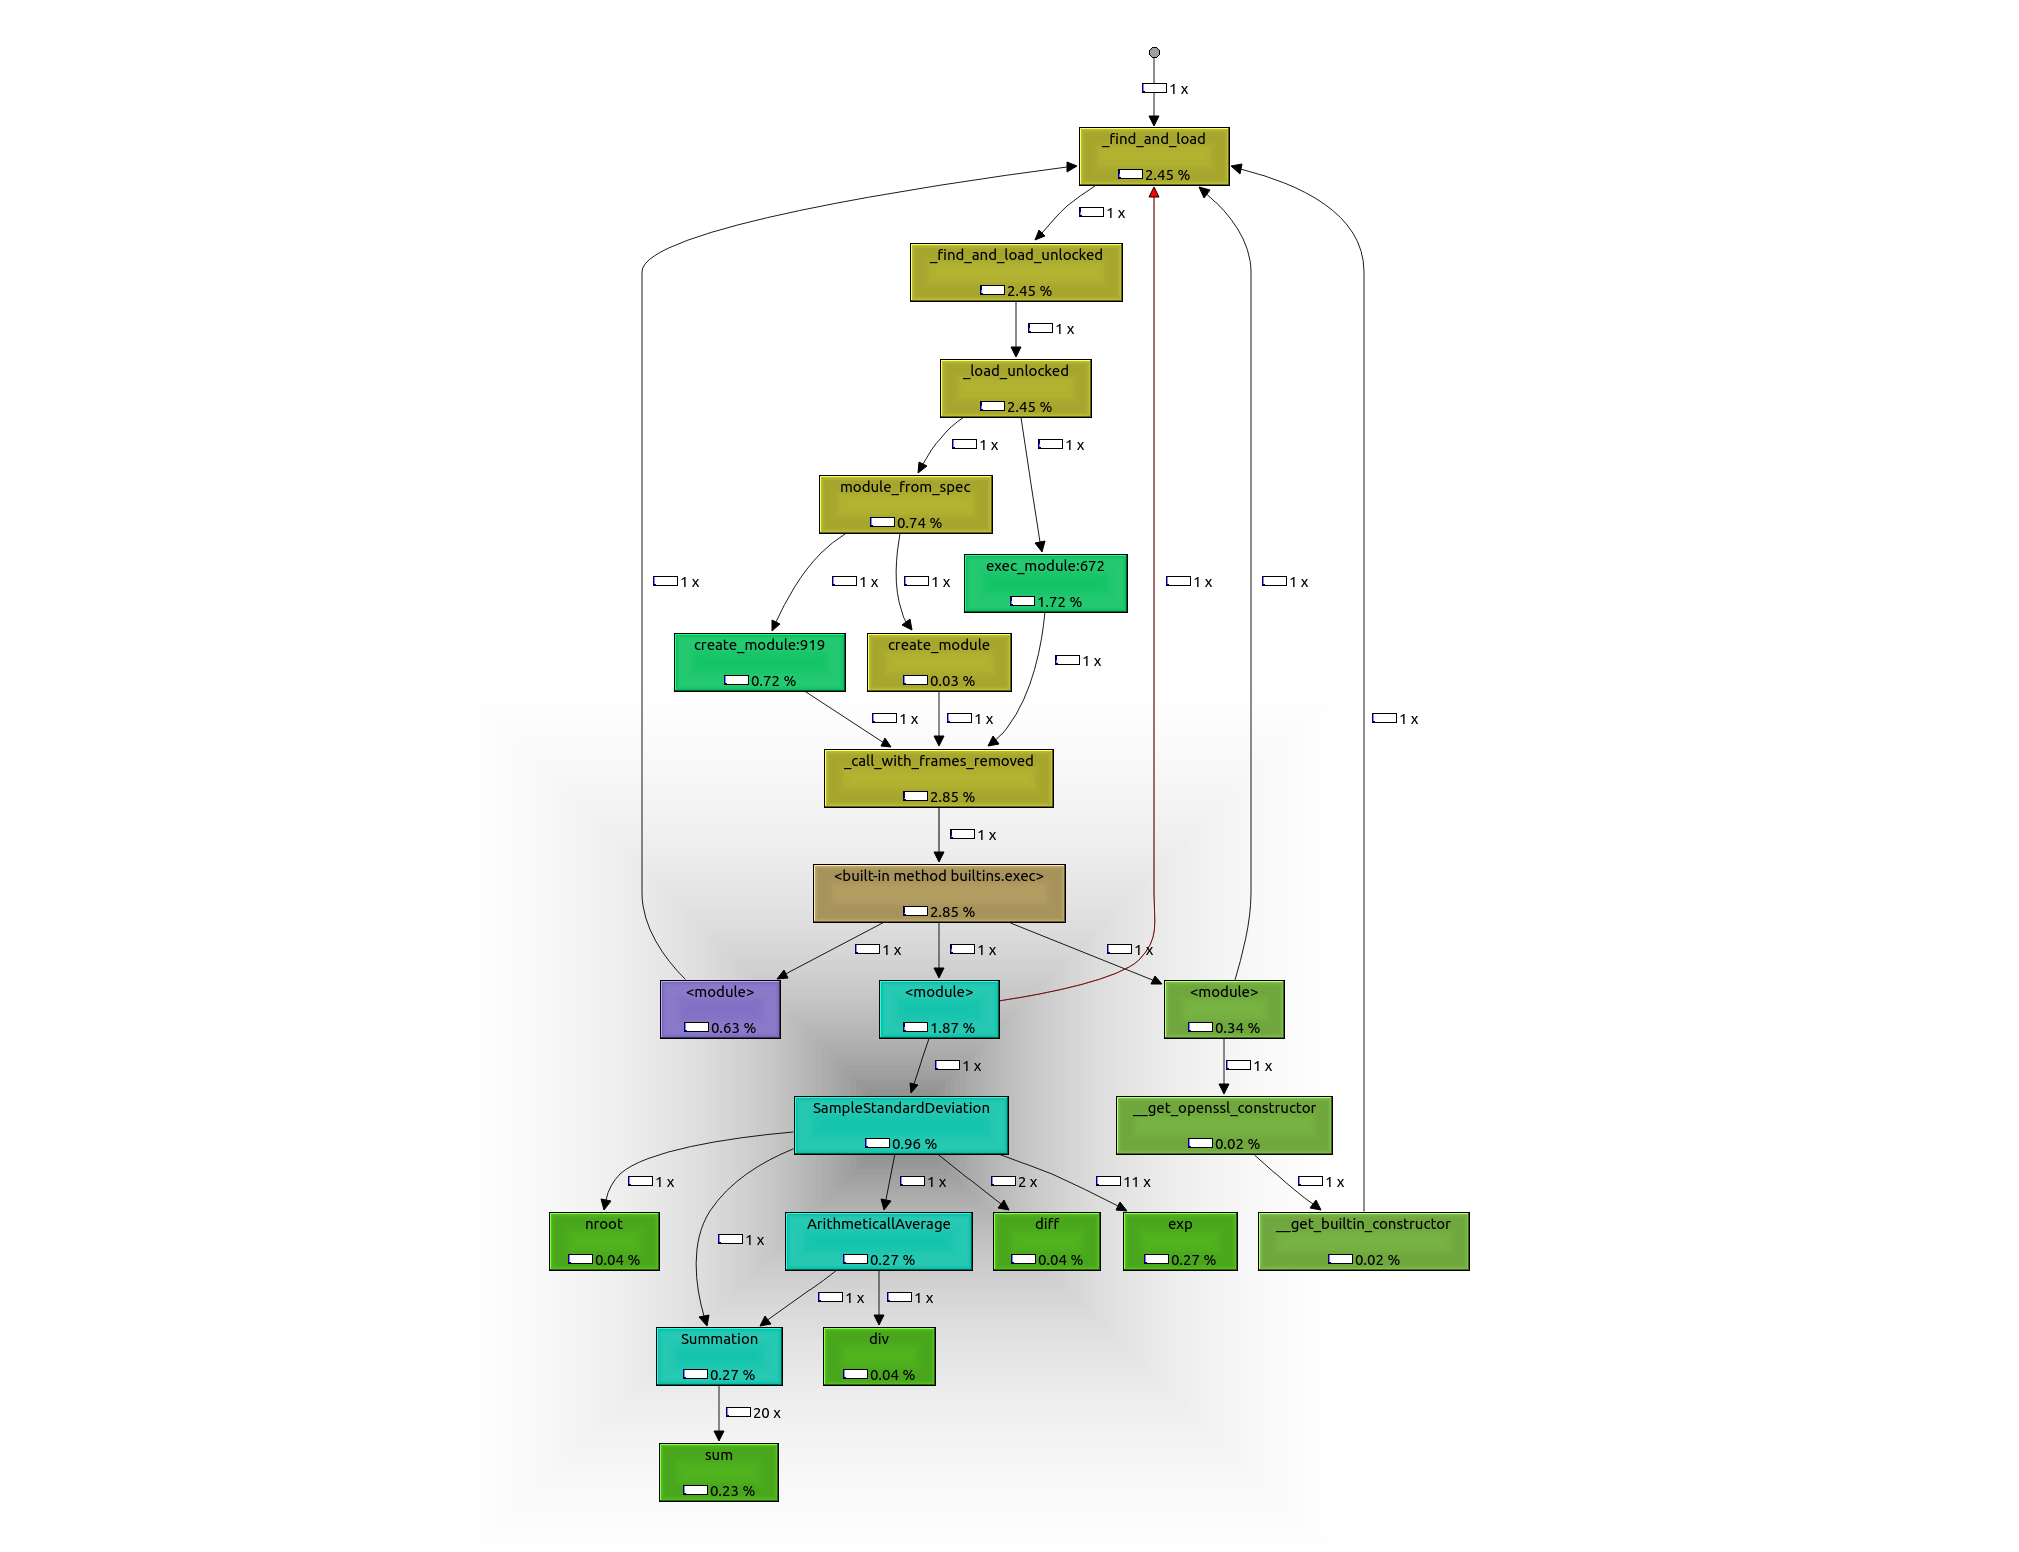 1 x
_find_and_load
2.45 %
1 x
_find_and_load_unlocked
2.45 %
1 x
_load_unlocked
2.45 %
1 x
1 x
module_from_spec
0.74 %
exec_module:672
1.72 %
1 x
1 x
1 x
1 x
1 x
create_module:919
0.72 %
create_module
0.03 %
1 x
1 x
1 x
1 x
_call_with_frames_removed
2.85 %
1 x
<built-in method builtins.exec>
2.85 %
1 x
1 x
1 x
<module>
0.63 %
<module>
1.87 %
<module>
0.34 %
1 x
1 x
SampleStandardDeviation
0.96 %
__get_openssl_constructor
0.02 %
1 x
1 x
2 x
11 x
1 x
nroot
0.04 %
1 x
ArithmeticallAverage
0.27 %
diff
0.04 %
exp
0.27 %
__get_builtin_constructor
0.02 %
1 x
1 x
Summation
0.27 %
div
0.04 %
20 x
sum
0.23 %